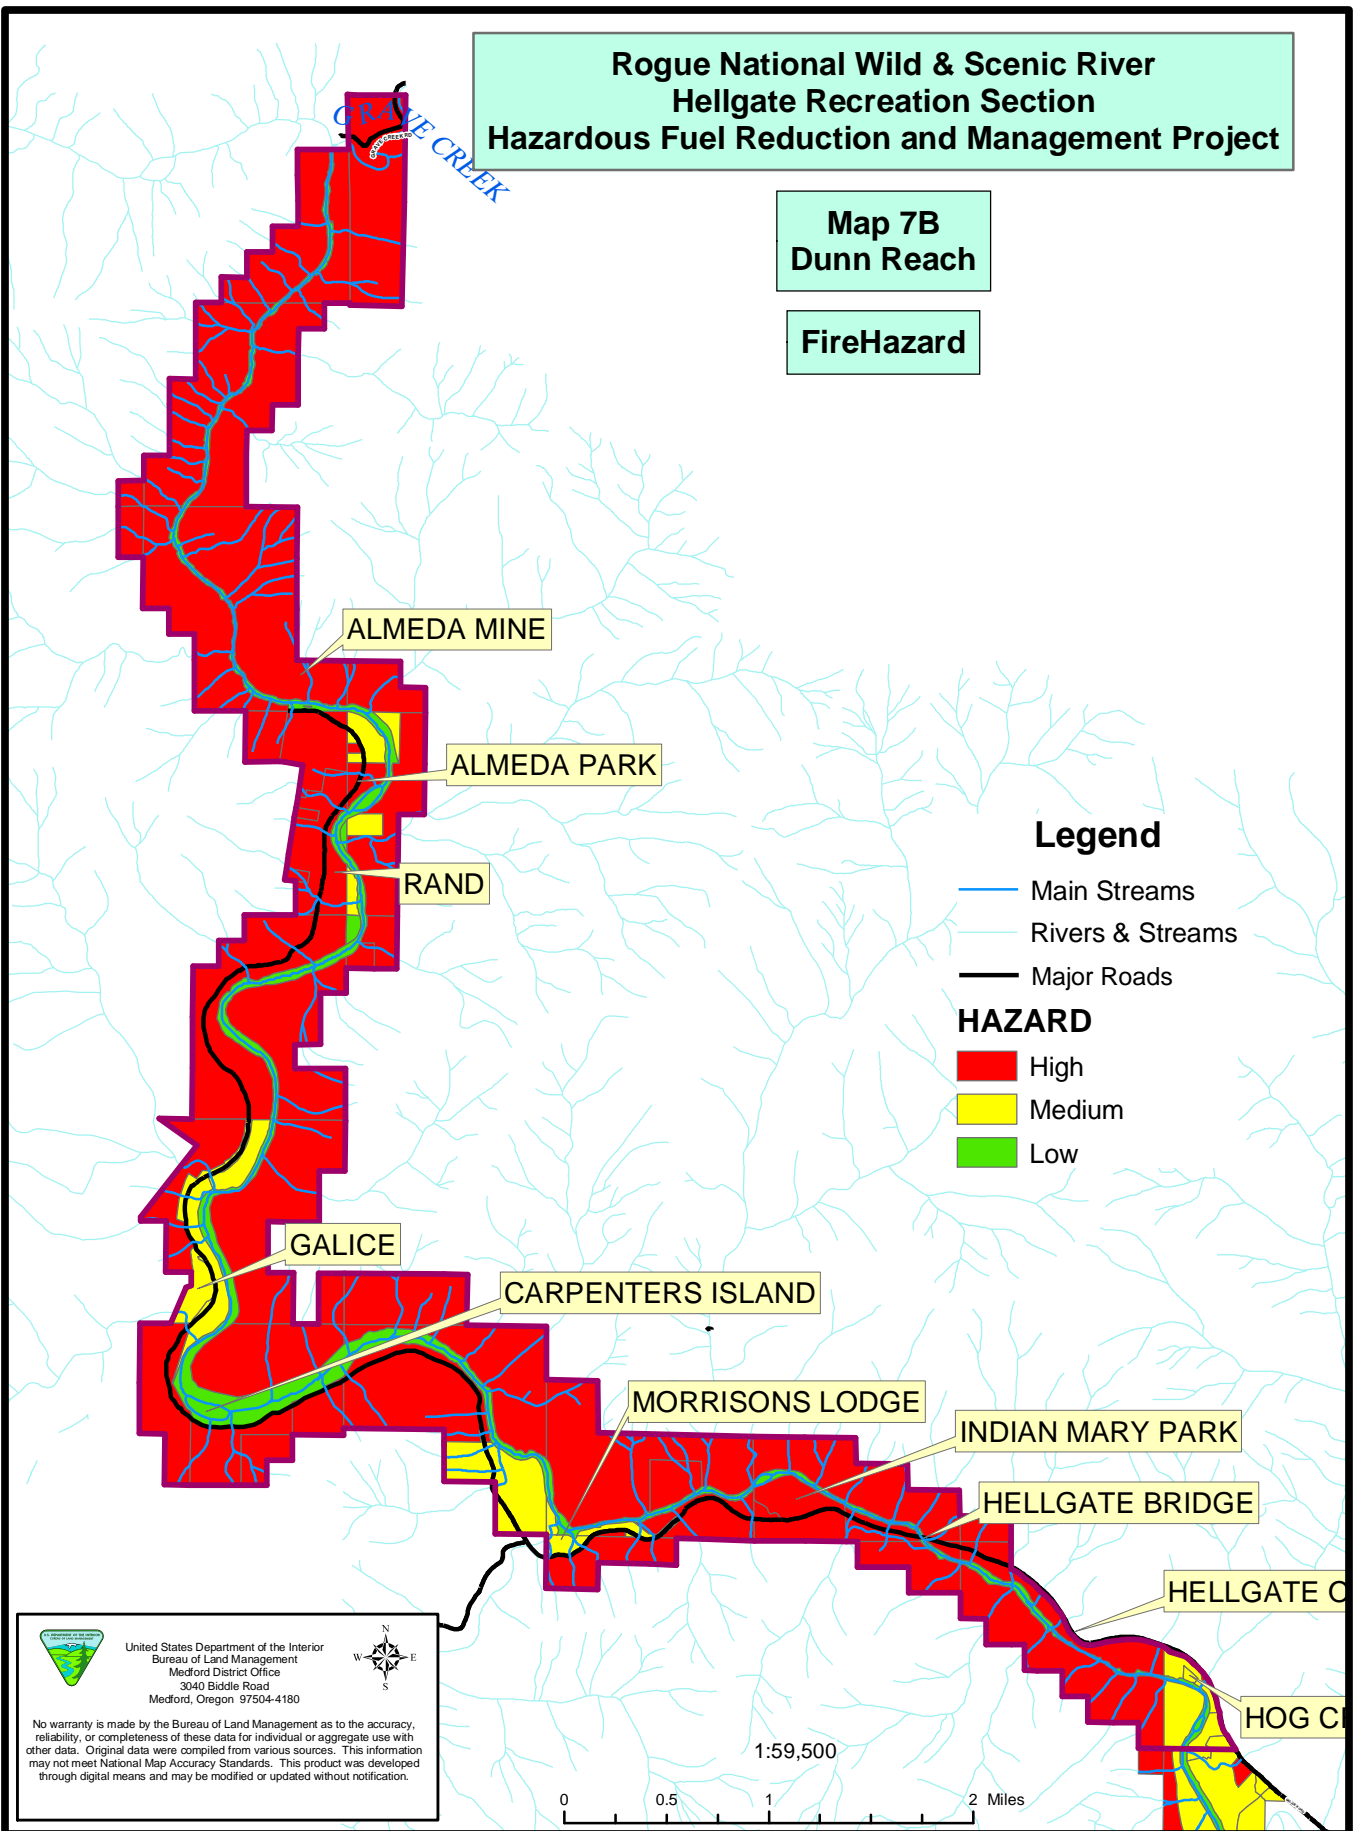 Rogue National Wild & Scenic River
Hellgate Recreation Section
Hazardous Fuel Reduction and Management Project
Map 7B
Dunn Reach
FireHazard
GRAVE CREEK
GRAVE CREEK RD
ALMEDA MINE
ALMEDA PARK
RAND
GALICE
CARPENTERS ISLAND
MORRISONS LODGE
INDIAN MARY PARK
HELLGATE BRIDGE
HELLGATE
HOG
Legend
Main Streams
Rivers & Streams
Major Roads
HAZARD
High
Medium
Low
United States Department of the Interior
Bureau of Land Management
Medford District Office
3040 Biddle Road
Medford, Oregon 97504-4180
N
W E
S
No warranty is made by the Bureau of Land Management as to the accuracy,
reliability, or completeness of these data for individual or aggregate use with
other data. Original data were compiled from various sources. This information
may not meet National Map Accuracy Standards. This product was developed
through digital means and may be modified or updated without notification.
1:59,500
0 0.5 1 2 Miles